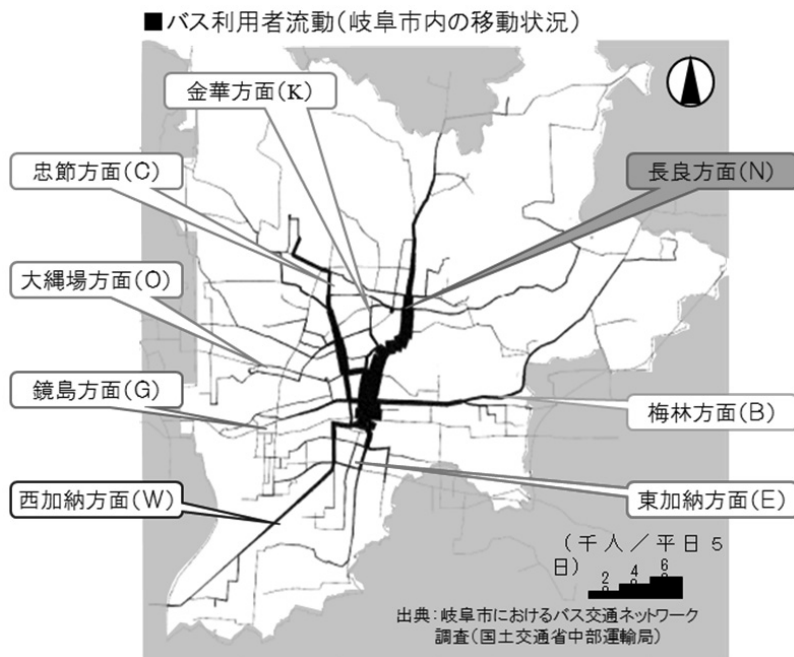 ■バス利用者流動(岐阜市内の移動状況)
金華方面(K)
忠節方面(C)
長良方面(N)
大縄場方面(O)
鏡島方面(G)
梅林方面(B)
西加納方面(W)
東加納方面(E)
(千人/平日5
日)
2 4 6
出典:岐阜市におけるバス交通ネットワーク
調査(国土交通省中部運輸局)